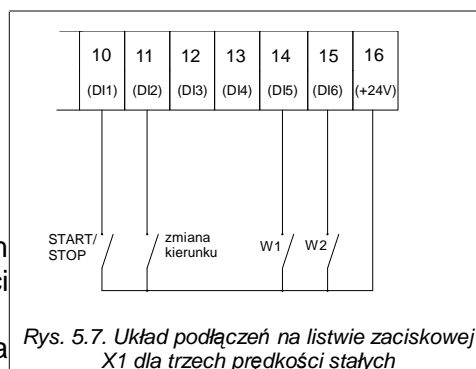 10 11 12 13 14 15 16
(DI1) (DI2) (DI3) (DI4) (DI5) (DI6) (+24V)
START/ STOP
zmiana kierunku
W1
W2
n
ci
a
Rys. 5.7. Układ podłączeń na listwie zaciskowej
X1 dla trzech prędkości stałych